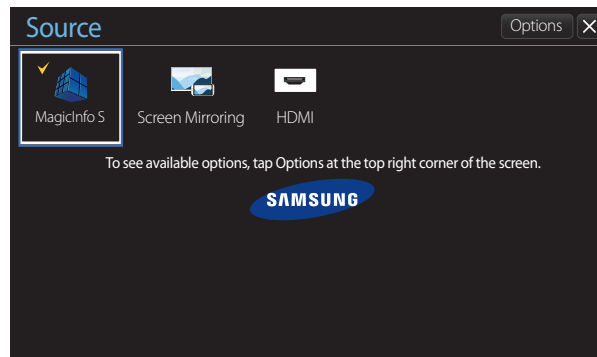 Source
Options
MagicInfo S
Screen Mirroring
HDMI
To see available options, tap Options at the top right corner of the screen.
SAMSUNG